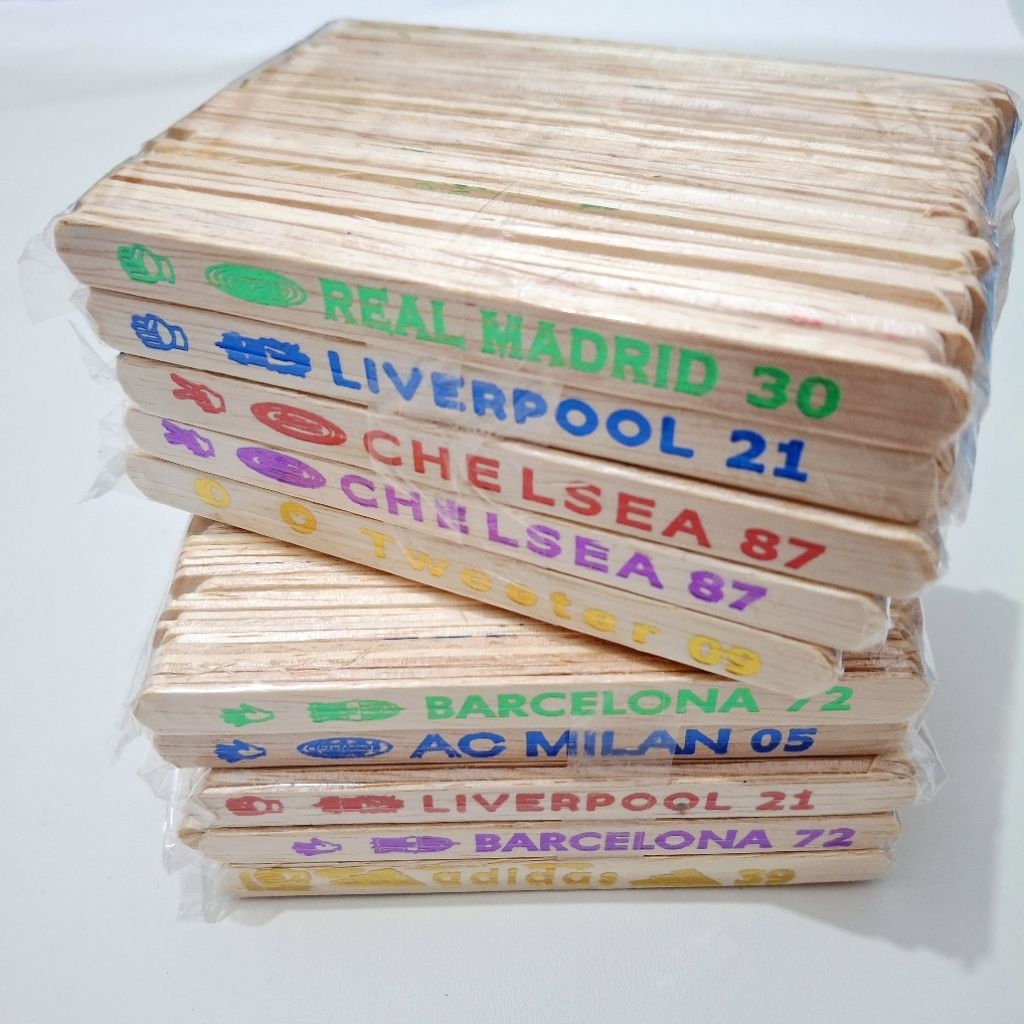 REAL MADRID 30
LIVERPOOL 21
CHELSEA 87
CHELSEA 87
Tweeter 09
BARCELONA 72
AC MILAN 05
LIVERPOOL 21
BARCELONA 72
adidas 39